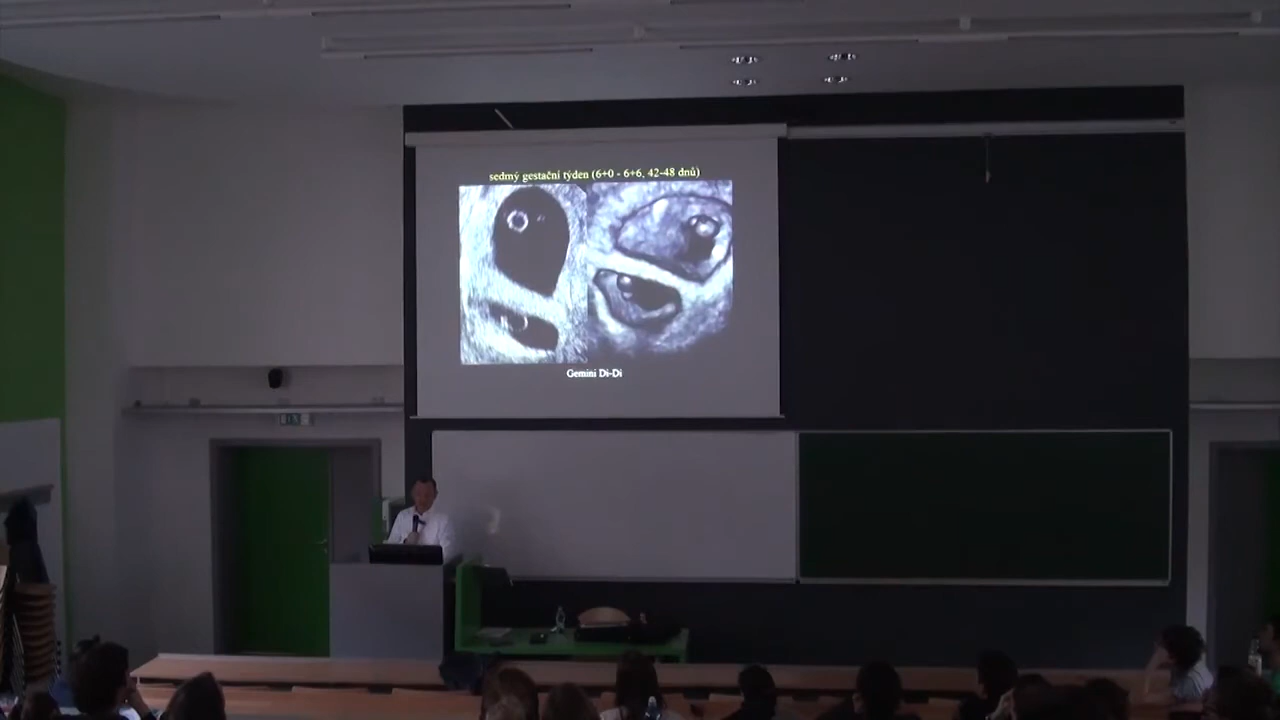 sedmý gestační týden (6+0 - 6+6, 42-48 dnů)
Gemini Di-Di